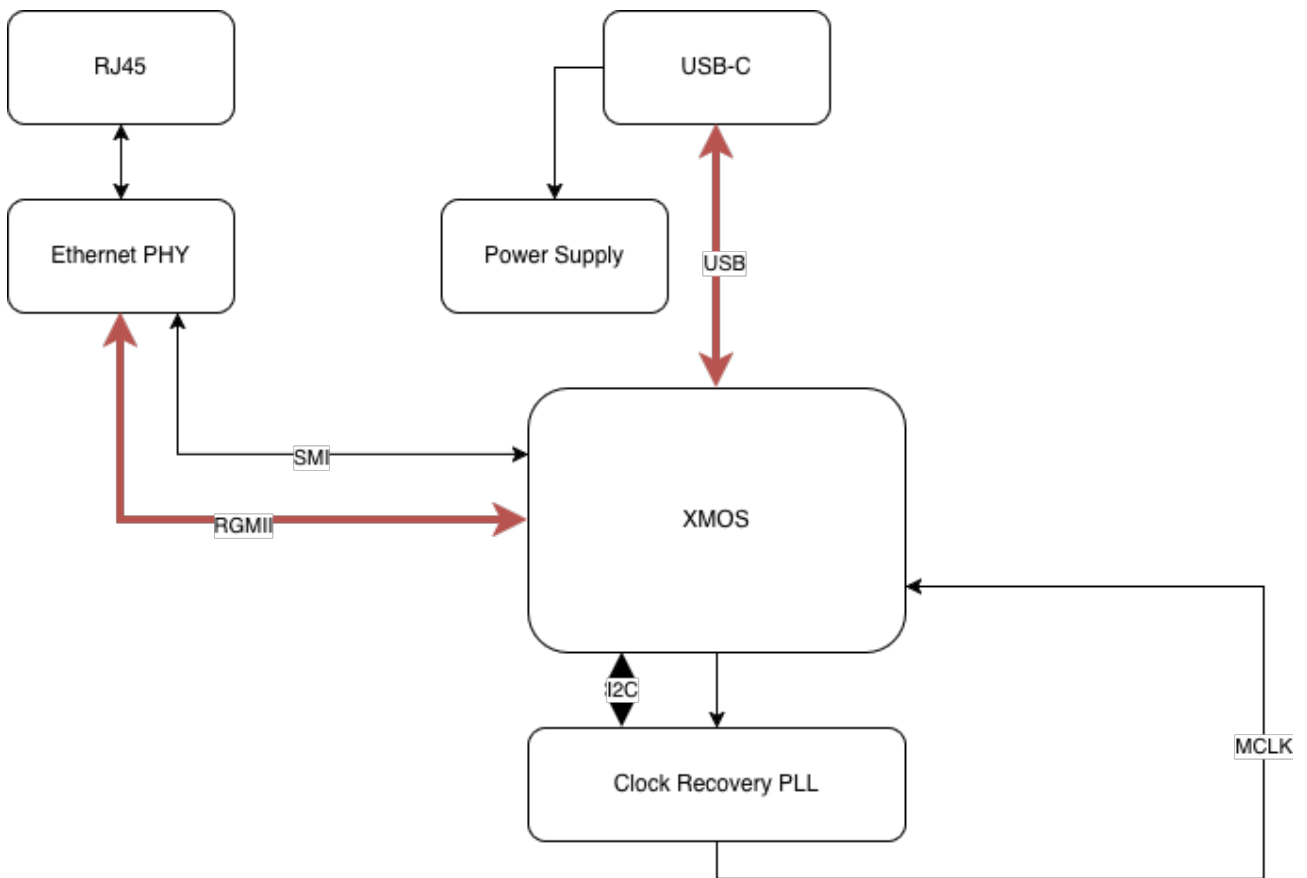 RJ45
USB-C
Ethernet PHY
Power Supply
USB
SMI
XMOS
RGMII
I2C
MCLK
Clock Recovery PLL